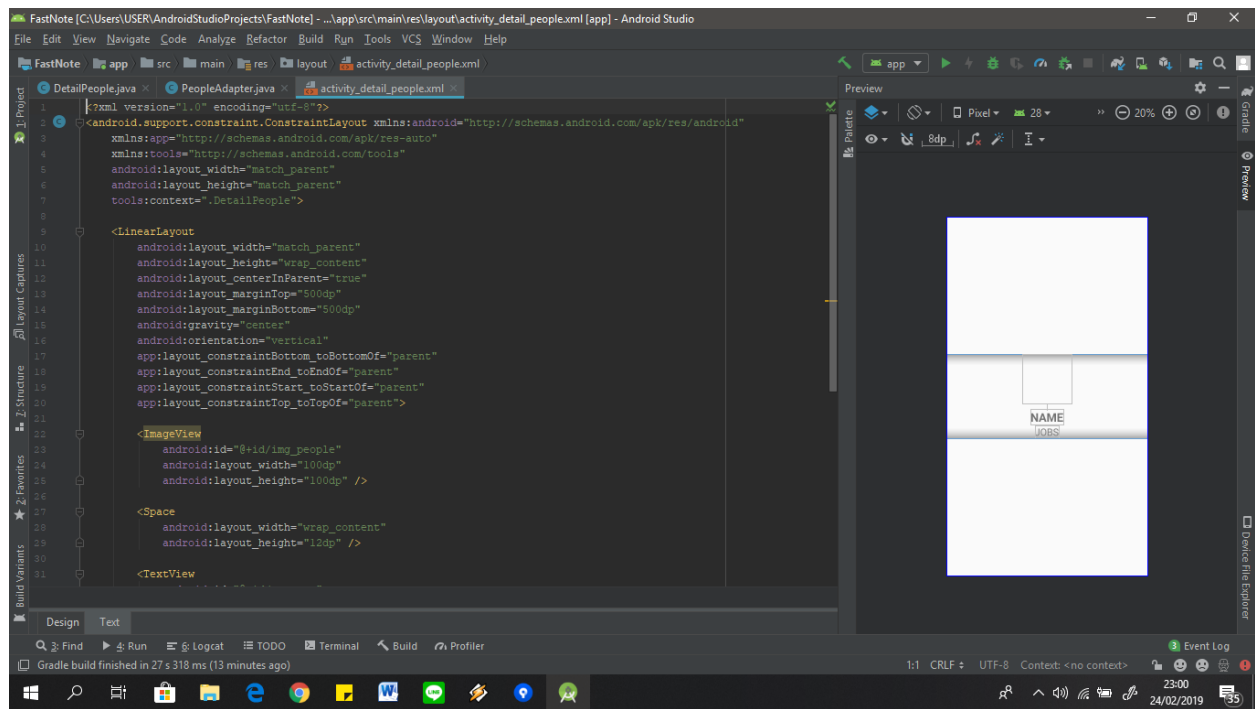 FastNote [C:\Users\USER\AndroidStudioProjects\FastNote] - ...\app\src\main\res\layout\activity_detail_people.xml [app] - Android Studio
File Edit View Navigate Code Analyze Refactor Build Run Tools VCS Window Help
FastNote app src main res layout activity_detail_people.xml app
DetailPeople.java PeopleAdapter.java activity_detail_people.xml Preview
1 <?xml version="1.0" encoding="utf-8"?>
2 <android.support.constraint.ConstraintLayout xmlns:android="http://schemas.android.com/apk/res/android"
3 xmlns:app="http://schemas.android.com/apk/res-auto"
4 xmlns:tools="http://schemas.android.com/tools"
5 android:layout_width="match_parent"
6 android:layout_height="match_parent"
7 tools:context=".DetailPeople">
8
9 <LinearLayout
10 android:layout_width="match_parent"
11 android:layout_height="wrap_content"
12 android:layout_centerInParent="true"
13 android:layout_marginTop="500dp"
14 android:layout_marginBottom="500dp"
15 android:gravity="center"
16 android:orientation="vertical"
17 app:layout_constraintBottom_toBottomOf="parent"
18 app:layout_constraintEnd_toEndOf="parent"
19 app:layout_constraintStart_toStartOf="parent"
20 app:layout_constraintTop_toTopOf="parent">
21
22 <ImageView
23 android:id="@+id/img_people"
24 android:layout_width="100dp"
25 android:layout_height="100dp" />
26
27 <Space
28 android:layout_width="wrap_content"
29 android:layout_height="12dp" />
30
31 <TextView
1: Project
Layout Captures
7: Structure
2: Favorites
Build Variants
Palette
Pixel 28 20%
8dp
NAME
JOBS
Gradle
Preview
Device File Explorer
Design Text
3: Find 4: Run 6: Logcat TODO Terminal Build Profiler 3 Event Log
Gradle build finished in 27 s 318 ms (13 minutes ago) 1:1 CRLF UTF-8 Context: <no context>
23:00
24/02/2019
35